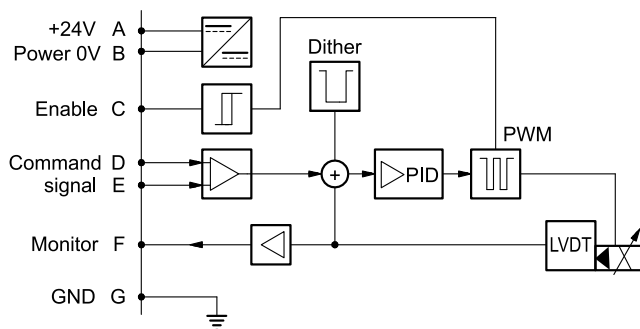 +24V A
Power 0V B
Dither
Enable C
PWM
Command D
signal E
+
PID
Monitor F
LVDT
GND G